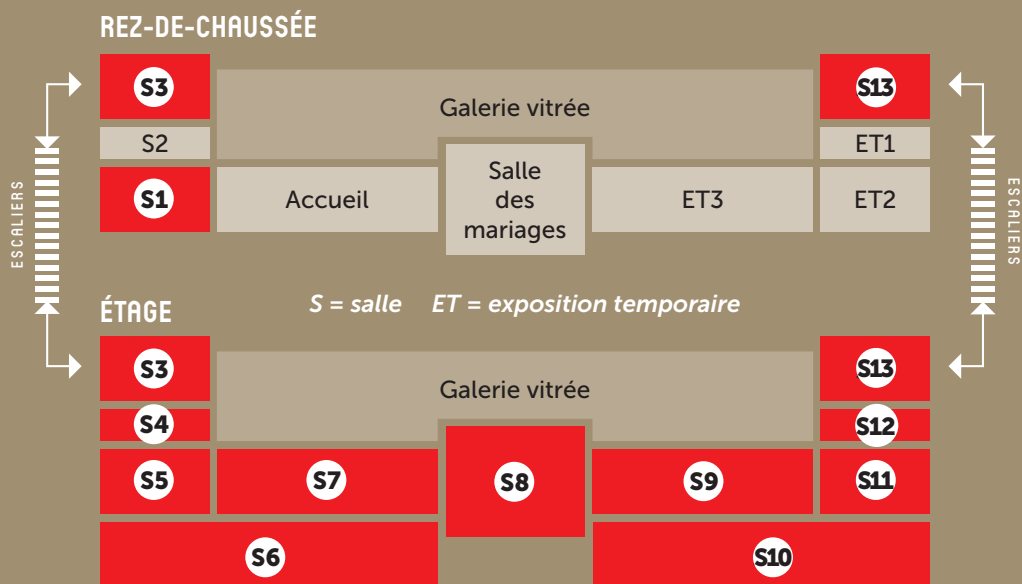 REZ-DE-CHAUSSÉE
S3
Galerie vitrée
S13
S2
ET1
S1
Accueil
Salle
des
mariages
ET3
ET2
ESCALIERS
ESCALIERS
S = salle ET = exposition temporaire
ÉTAGE
S3
Galerie vitrée
S13
S4
S12
S5
S7
S8
S9
S11
S6
S10